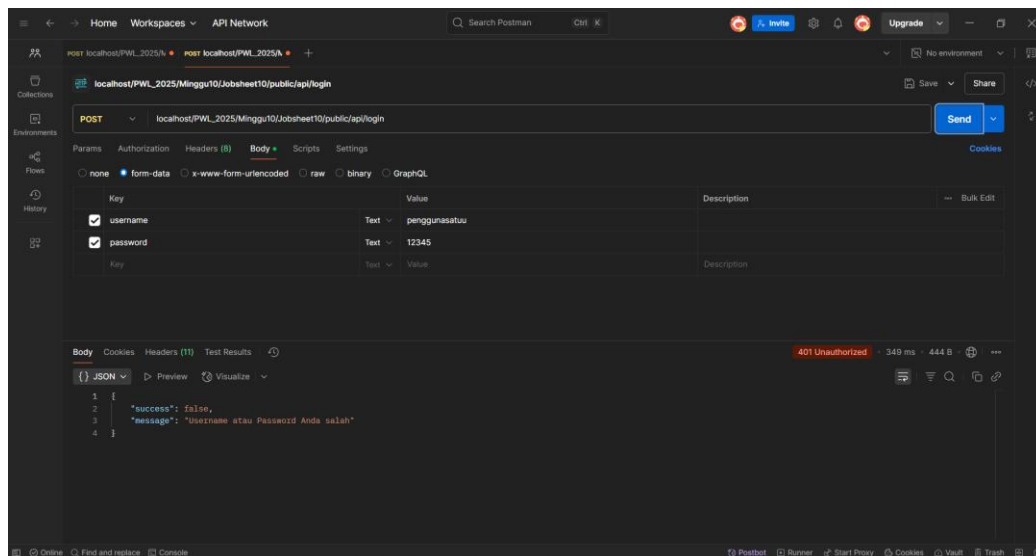 Home Workspaces API Network Search Postman Ctrl K Invite Upgrade
POST localhost/PWL_2025/ POST localhost/PWL_2025/ No environment
localhost/PWL_2025/Minggu10/Jobsheet10/public/api/login Save Share
Collections
POST localhost/PWL_2025/Minggu10/Jobsheet10/public/api/login Send
Environments
Params Authorization Headers (8) Body Scripts Settings Cookies
Flows
none form-data x-www-form-urlencoded raw binary GraphQL
History
Key Value Description Bulk Edit
username Text penggunasatuu
password Text 12345
Key Text Value Description
Body Cookies Headers (11) Test Results 401 Unauthorized 349 ms 444 B
{} JSON Preview Visualize
1 {
2 "success": false,
3 "message": "Username atau Password Anda salah"
4 }
Online Find and replace Console Postbot Runner Start Proxy Cookies Vault Trash